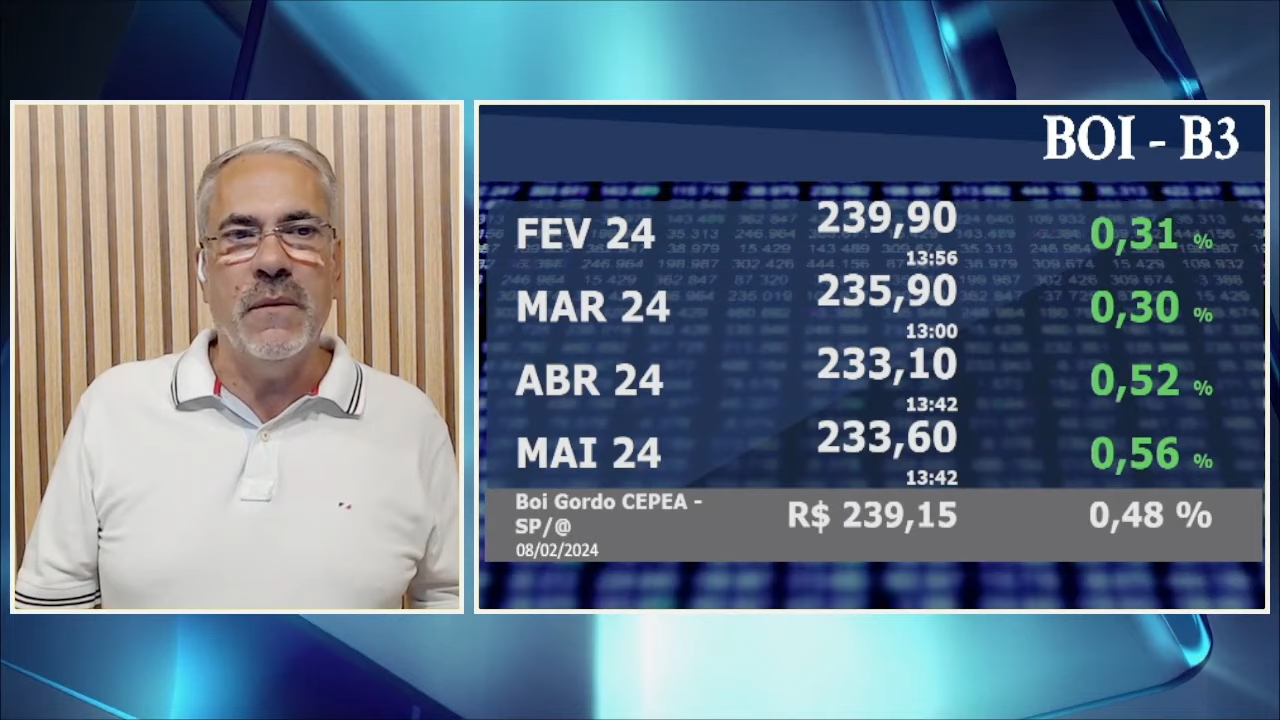 BOI - B3
FEV 24 239,90 0,31 %
13:56
MAR 24 235,90 0,30 %
13:00
ABR 24 233,10 0,52 %
13:42
MAI 24 233,60 0,56 %
13:42
Boi Gordo CEPEA -
SP/@ R$ 239,15 0,48 %
08/02/2024